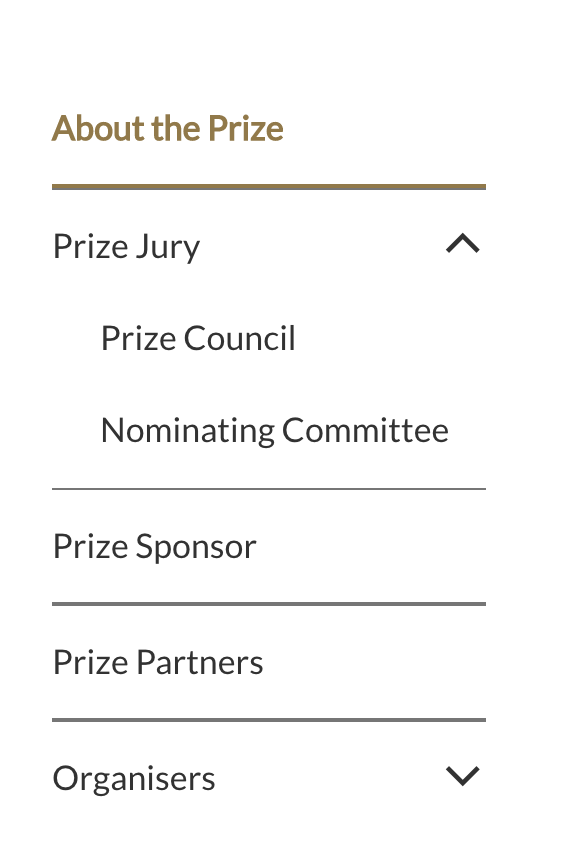 About the Prize
Prize Jury
Prize Council
Nominating Committee
Prize Sponsor
Prize Partners
Organisers